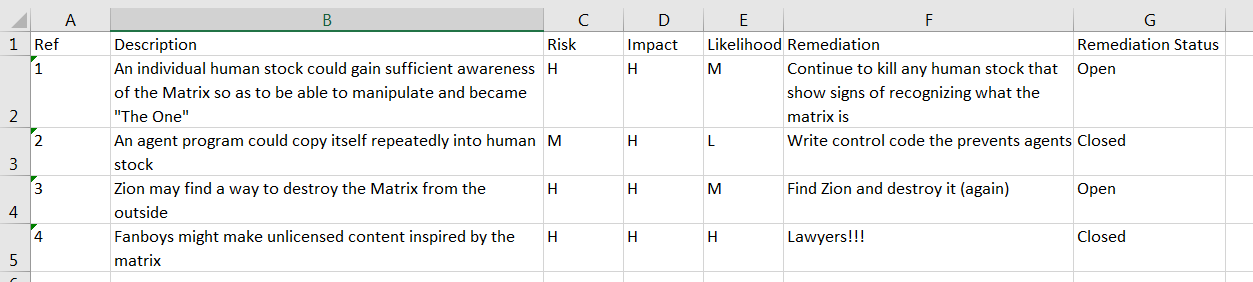 A B C D E F G
1 Ref Description Risk Impact Likelihood Remediation Remediation Status
1 An individual human stock could gain sufficient awareness H H M Continue to kill any human stock that Open
of the Matrix so as to be able to manipulate and became show signs of recognizing what the
2 "The One" matrix is
2 An agent program could copy itself repeatedly into human M H L Write control code the prevents agents Closed
3 stock
3 Zion may find a way to destroy the Matrix from the H H M Find Zion and destroy it (again) Open
4 outside
4 Fanboys might make unlicensed content inspired by the H H H Lawyers!!! Closed
5 matrix